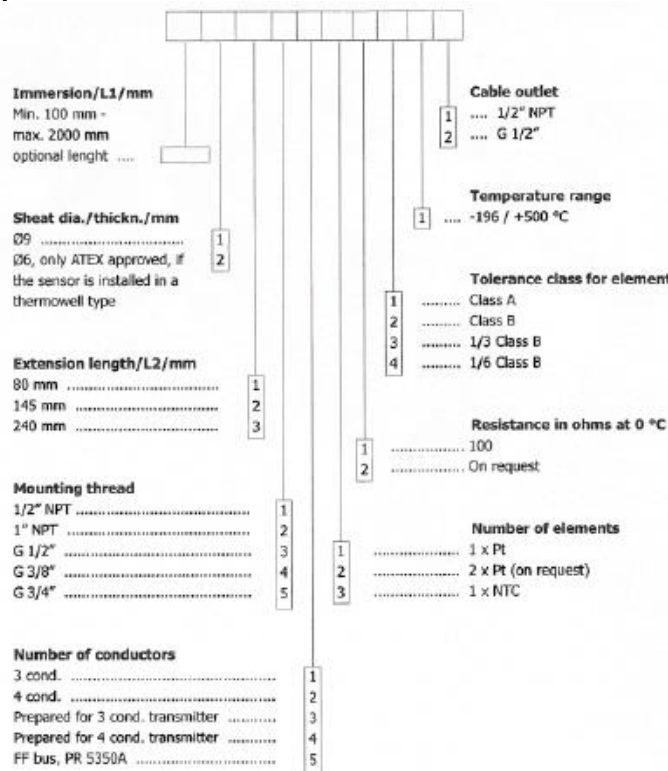 Immersion/L1/mm
Min. 100 mm -
max. 2000 mm
optional lenght ....
Sheat dia./thickn./mm
Ø9 .................................... 1
Ø6, only ATEX approved, if 2
the sensor is installed in a
thermowell type
Extension length/L2/mm
80 mm .................................... 1
145 mm .................................... 2
240 mm .................................... 3
Mounting thread
1/2" NPT .................................... 1
1" NPT .................................... 2
G 1/2" .................................... 3
G 3/8" .................................... 4
G 3/4" .................................... 5
Number of conductors
3 cond. .................................... 1
4 cond. .................................... 2
Prepared for 3 cond. transmitter ............ 3
Prepared for 4 cond. transmitter ............ 4
FF bus, PR 5350A .................................... 5
Cable outlet
1 .... 1/2" NPT
2 .... G 1/2"
Temperature range
1 .... -196 / +500 °C
Tolerance class for element
1 ......... Class A
2 ......... Class B
3 ......... 1/3 Class B
4 ......... 1/6 Class B
Resistance in ohms at 0 °C
1 ............... 100
2 ............... On request
Number of elements
1 .................. 1 x Pt
2 .................. 2 x Pt (on request)
3 .................. 1 x NTC